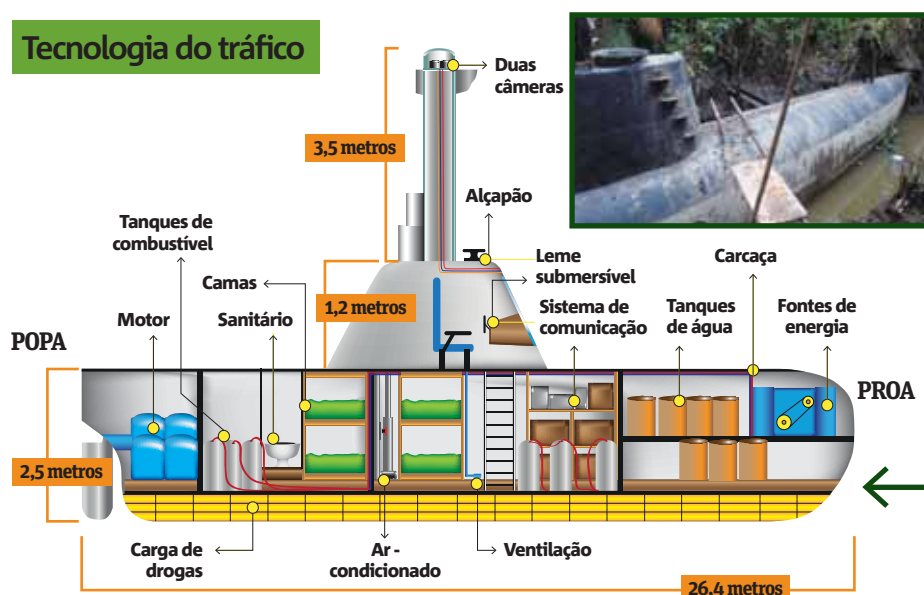 Tecnologia do tráfico
Duas
câmeras
3,5 metros
Alçapão
Tanques de
combustível
Leme
submersível
Carcaça
Camas
1,2 metros
Sistema de
comunicação
Tanques
de água
Fontes de
energia
Motor
Sanitário
POPA
PROA
2,5 metros
Carga de
drogas
Ar -
condicionado
Ventilação
26,4 metros